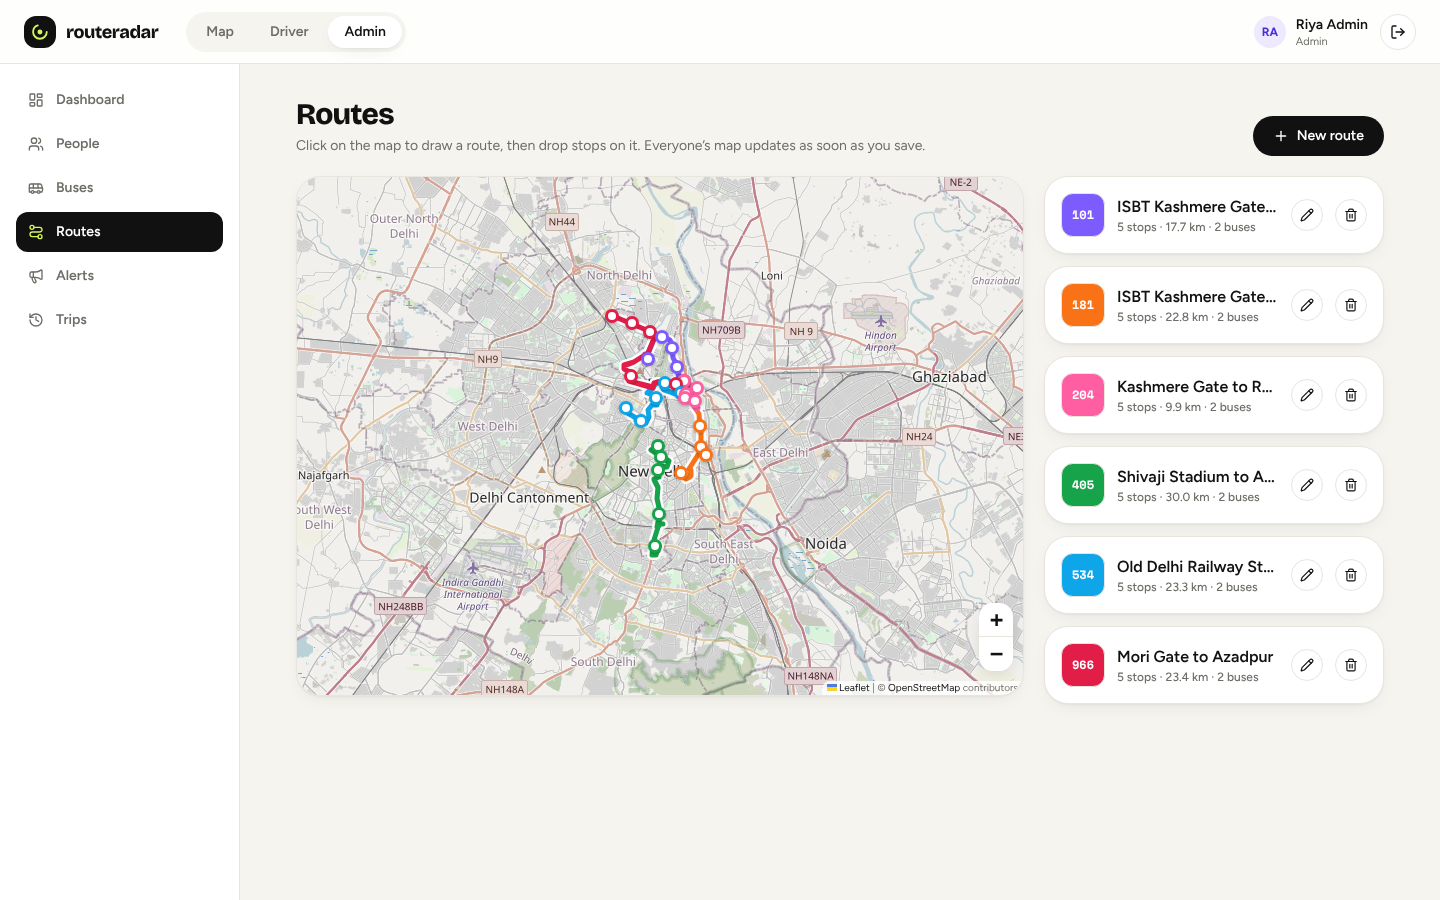 routeradar
Map
Driver
Admin
RA
Riya Admin
Admin
Dashboard
People
Buses
Routes
Alerts
Trips
Routes
Click on the map to draw a route, then drop stops on it. Everyone's map updates as soon as you save.
New route
NE-2
Outer North
Delhi
NH44
North Delhi
Loni
Ghaziabad
NH709B
NH 9
Hindon
Airport
NH9
Ghaziabad
West Delhi
NH24
East Delhi
Najafgarh
Delhi Cantonment
outh West
Delhi
South East
Delhi
Noida
Indira Gandhi
International
Airport
NH248BB
Delhi
South Delhi
NH148A
NH148NA
+
−
Leaflet | © OpenStreetMap contributors
101
ISBT Kashmere Gate...
5 stops · 17.7 km · 2 buses
181
ISBT Kashmere Gate...
5 stops · 22.8 km · 2 buses
204
Kashmere Gate to R...
5 stops · 9.9 km · 2 buses
405
Shivaji Stadium to A...
5 stops · 30.0 km · 2 buses
534
Old Delhi Railway St...
5 stops · 23.3 km · 2 buses
966
Mori Gate to Azadpur
5 stops · 23.4 km · 2 buses